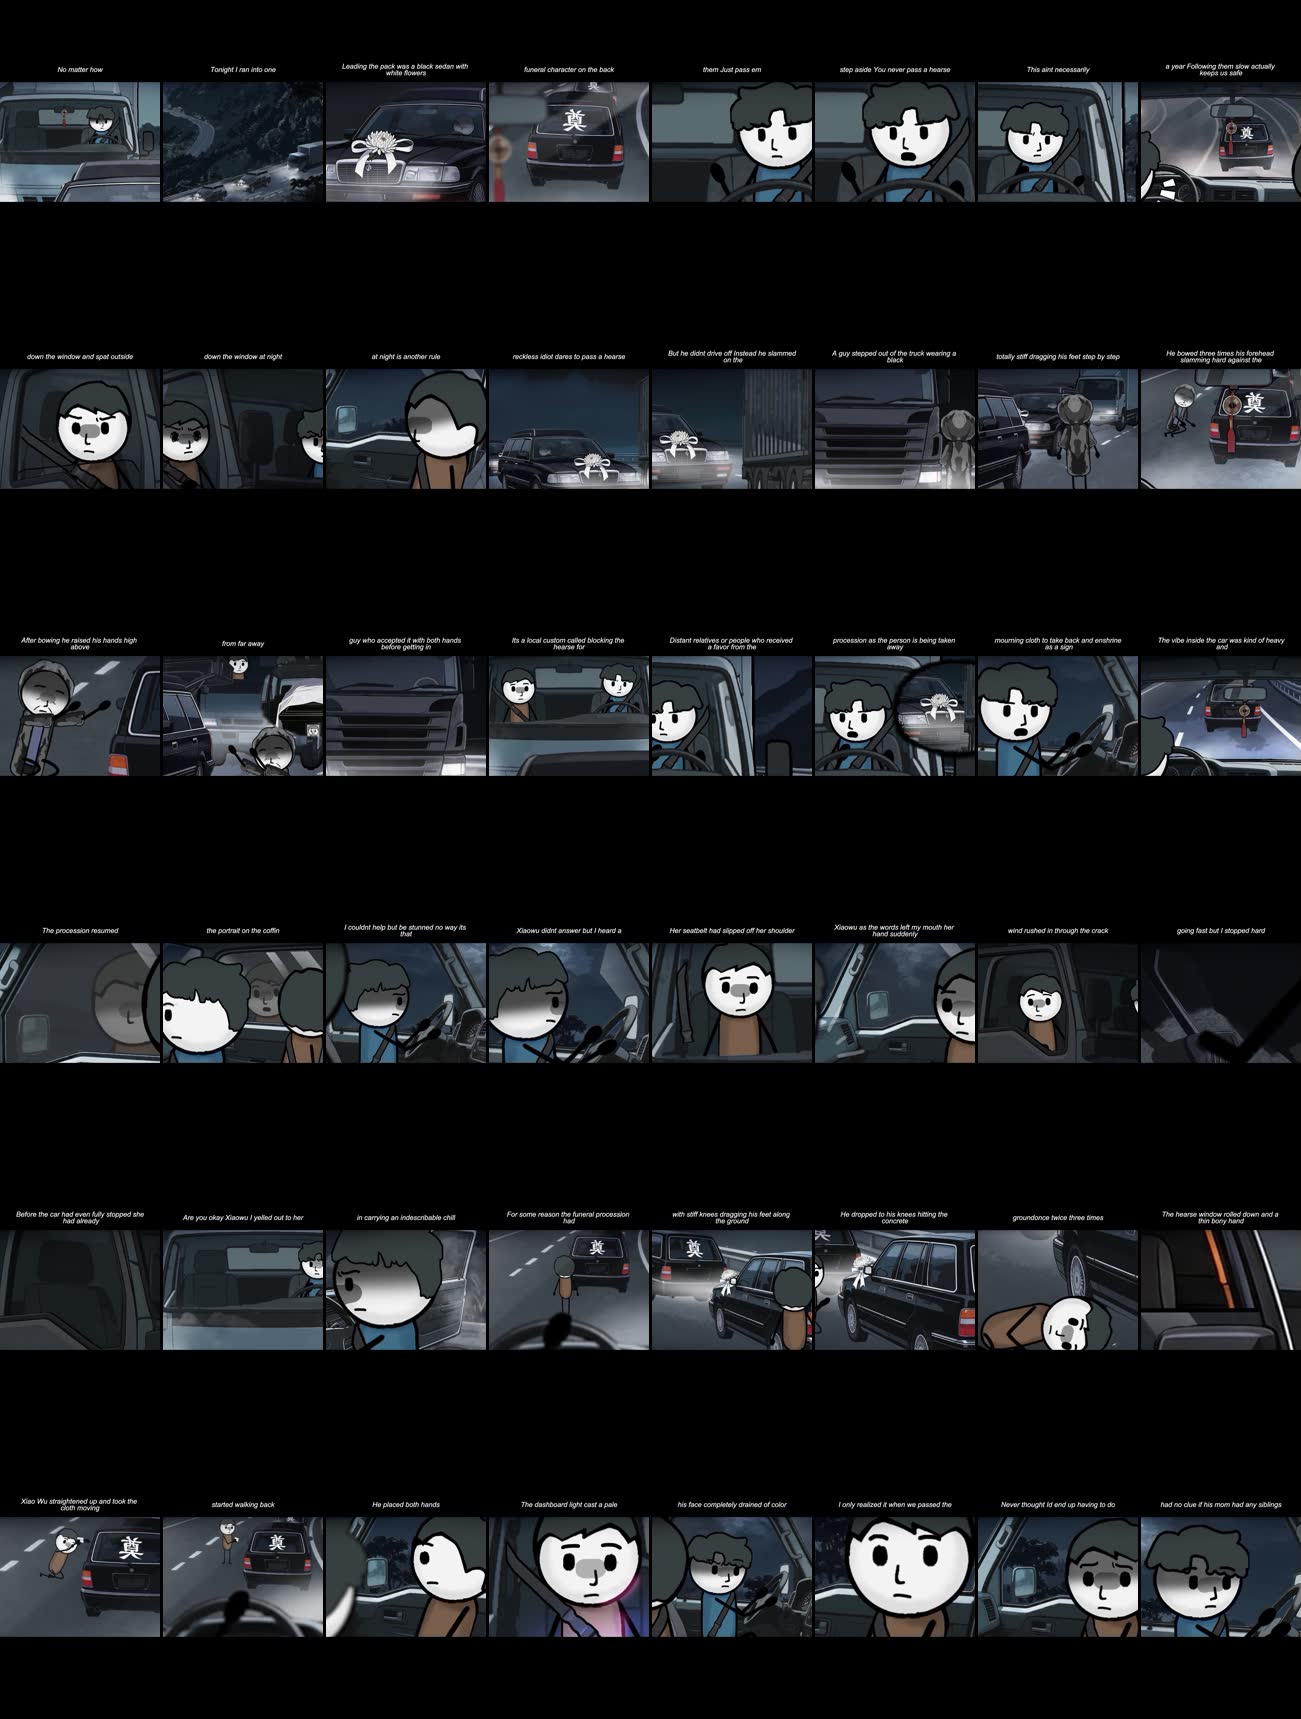 No matter how
Tonight I ran into one
Leading the pack was a black sedan with
white flowers
funeral character on the back
them Just pass em
step aside You never pass a hearse
This aint necessarily
a year Following them slow actually
keeps us safe
奠
奠
down the window and spat outside
down the window at night
at night is another rule
reckless idiot dares to pass a hearse
But he didnt drive off Instead he slammed
on the
A guy stepped out of the truck wearing a
black
totally stiff dragging his feet step by step
He bowed three times his forehead
slamming hard against the
奠
After bowing he raised his hands high
above
from far away
guy who accepted it with both hands
before getting in
Its a local custom called blocking the
hearse for
Distant relatives or people who received
a favor from the
procession as the person is being taken
away
mourning cloth to take back and enshrine
as a sign
The vibe inside the car was kind of heavy
and
The procession resumed
the portrait on the coffin
I couldnt help but be stunned no way its
that
Xiaowu didnt answer but I heard a
Her seatbelt had slipped off her shoulder
Xiaowu as the words left my mouth her
hand suddenly
wind rushed in through the crack
going fast but I stopped hard
Before the car had even fully stopped she
had already
Are you okay Xiaowu I yelled out to her
in carrying an indescribable chill
For some reason the funeral procession
had
with stiff knees dragging his feet along
the ground
He dropped to his knees hitting the
concrete
groundonce twice three times
The hearse window rolled down and a
thin bony hand
奠
奠
奠
Xiao Wu straightened up and took the
cloth moving
started walking back
He placed both hands
The dashboard light cast a pale
his face completely drained of color
I only realized it when we passed the
Never thought Id end up having to do
had no clue if his mom had any siblings
奠
奠